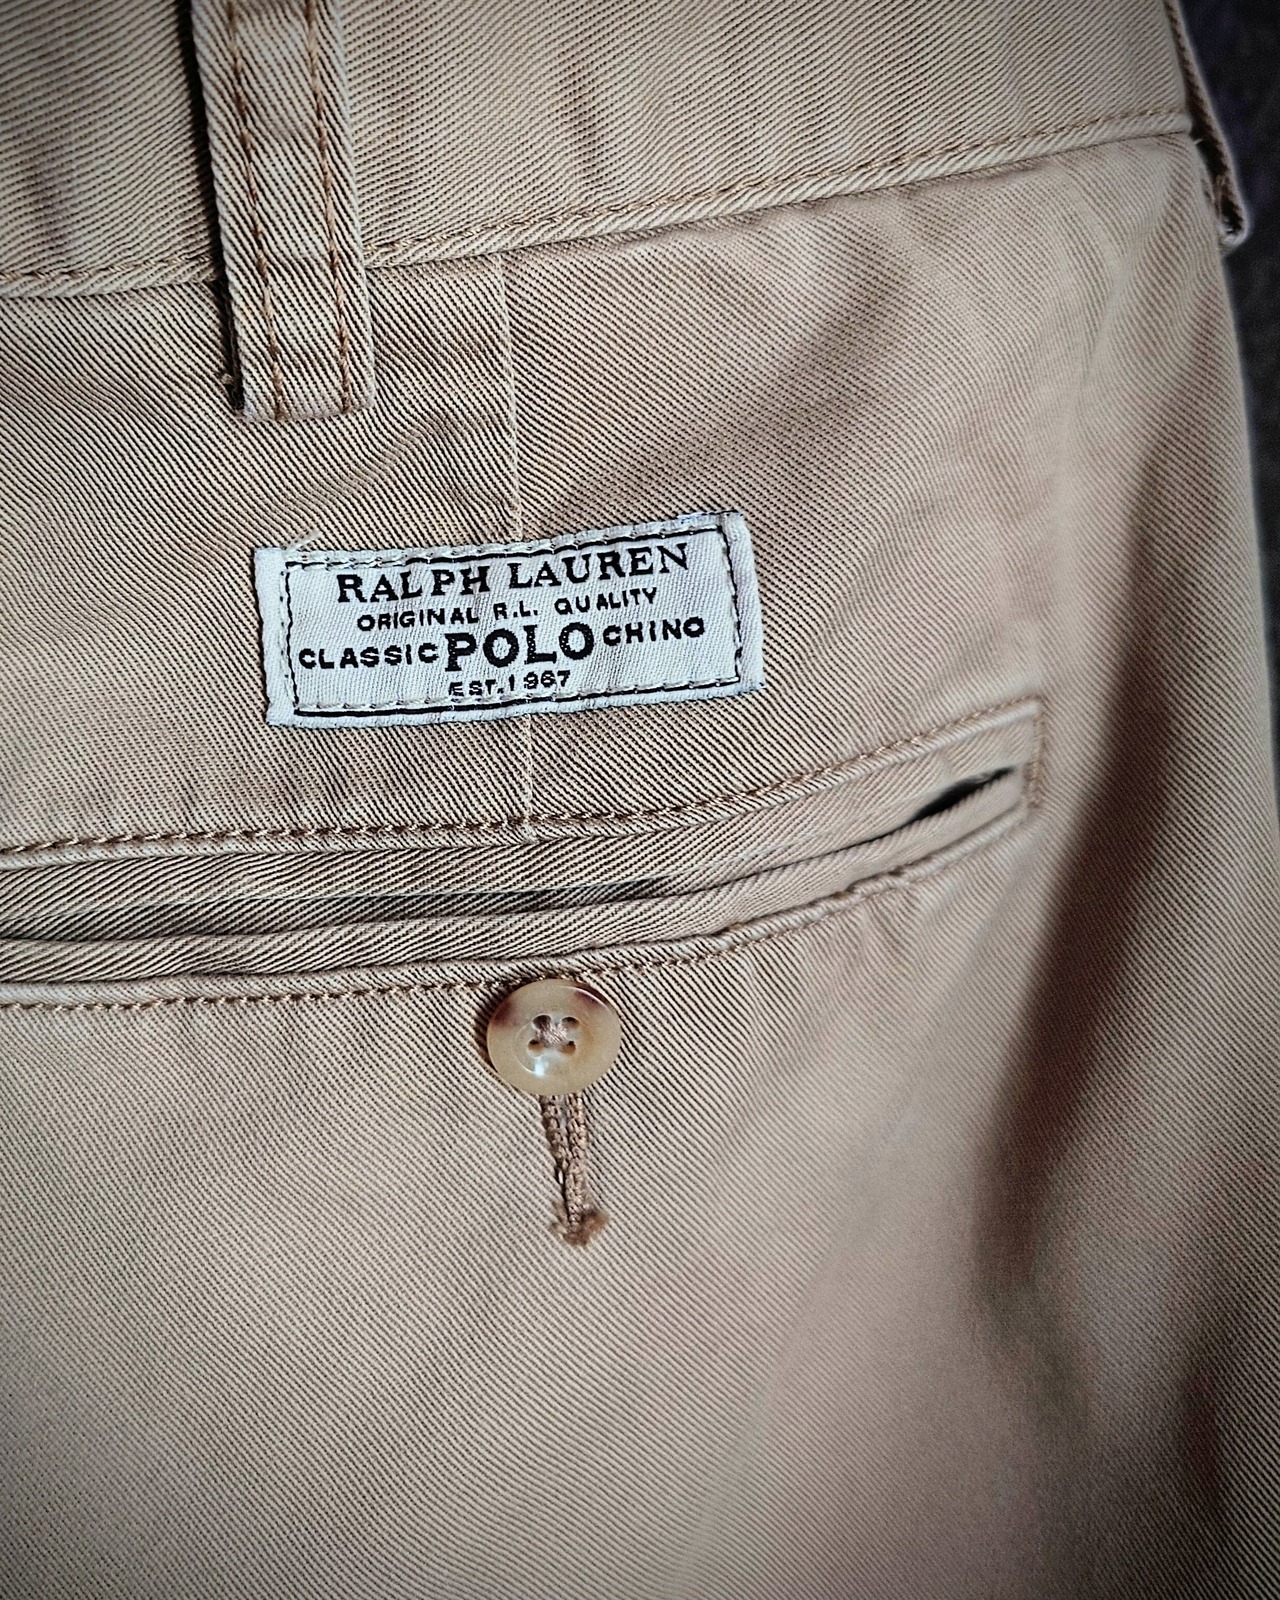 RALPH LAUREN
ORIGINAL R.L. QUALITY
CLASSIC POLO CHINO
EST. 1967